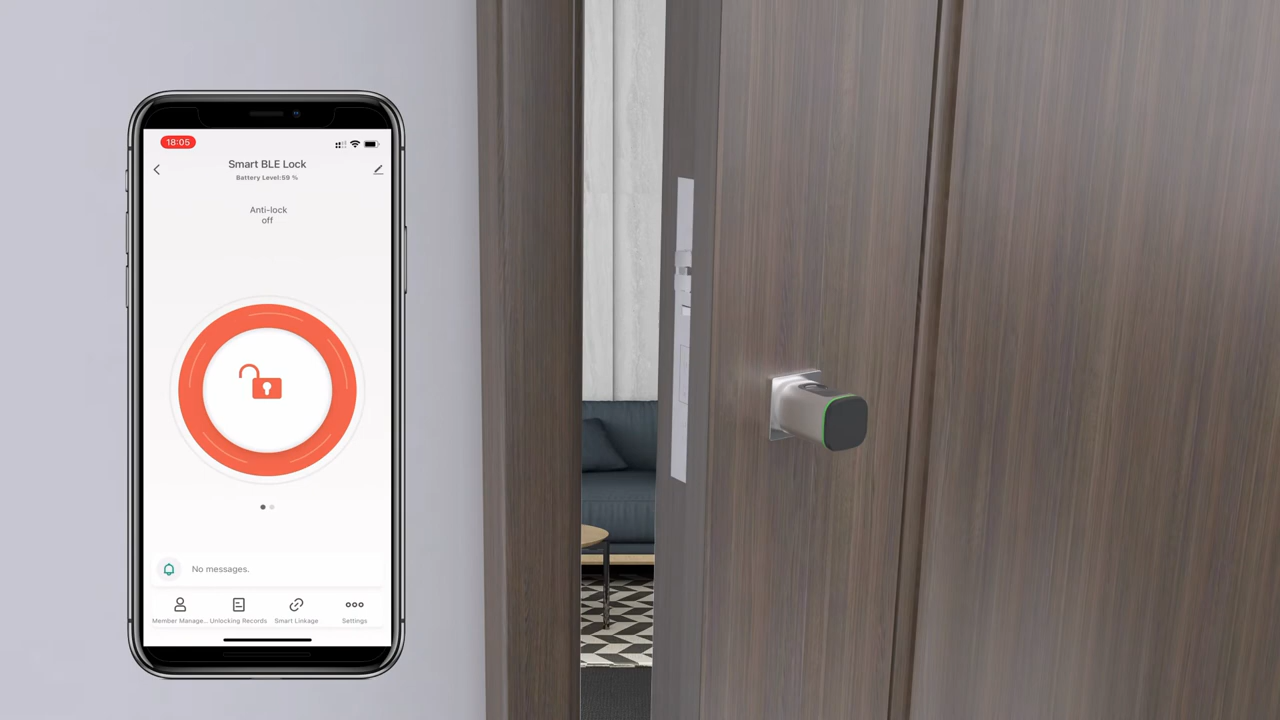 18:05
Smart BLE Lock
Battery Level:59 %
Anti-lock
off
No messages.
Member Manage... Unlocking Records Smart Linkage Settings